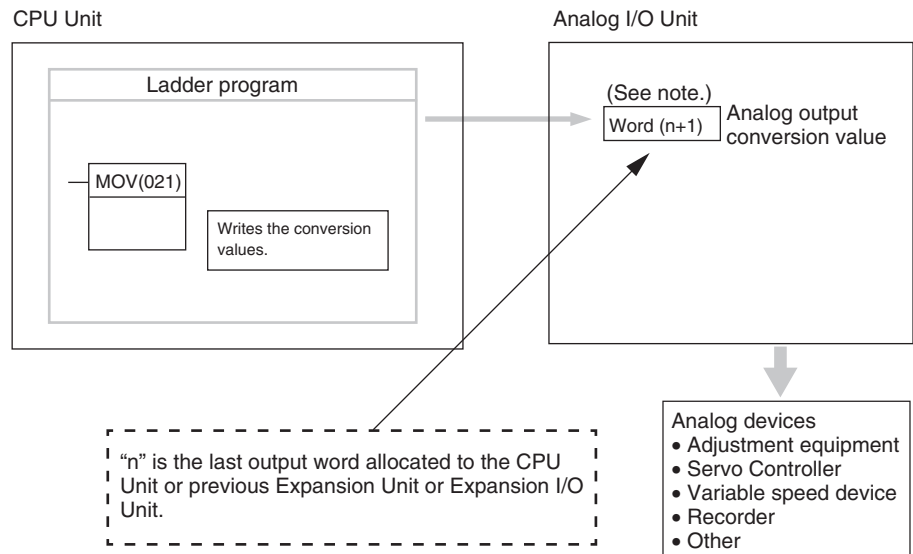 CPU Unit
Analog I/O Unit
Ladder program
(See note.)
Word (n+1)
Analog output
conversion value
MOV(021)
Writes the conversion
values.
"n" is the last output word allocated to the CPU
Unit or previous Expansion Unit or Expansion I/O
Unit.
Analog devices
• Adjustment equipment
• Servo Controller
• Variable speed device
• Recorder
• Other